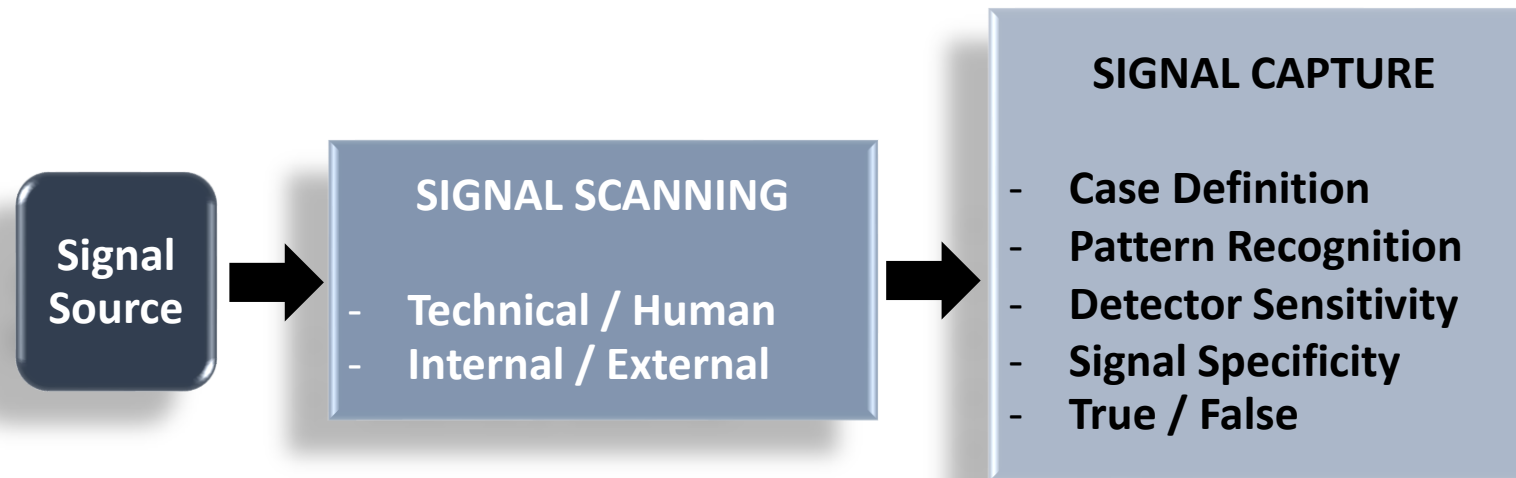 Signal
Source
SIGNAL SCANNING
- Technical / Human
- Internal / External
SIGNAL CAPTURE
- Case Definition
- Pattern Recognition
- Detector Sensitivity
- Signal Specificity
- True / False